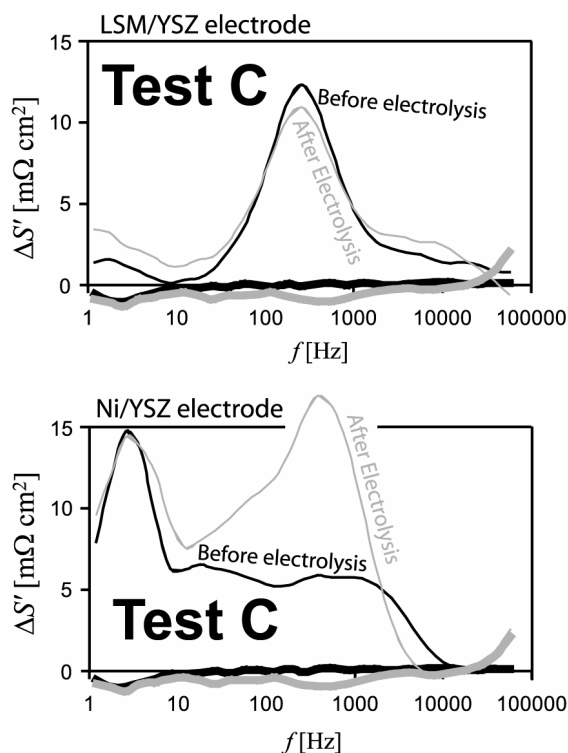 LSM/YSZ electrode
15
Test C
Before electrolysis
After Electrolysis
10
5
0
ΔS′ [mΩ cm²]
1 10 100 1000 10000 100000
f [Hz]
Ni/YSZ electrode
15
After Electrolysis
10
Before electrolysis
5
Test C
0
ΔS′ [mΩ cm²]
1 10 100 1000 10000 100000
f [Hz]